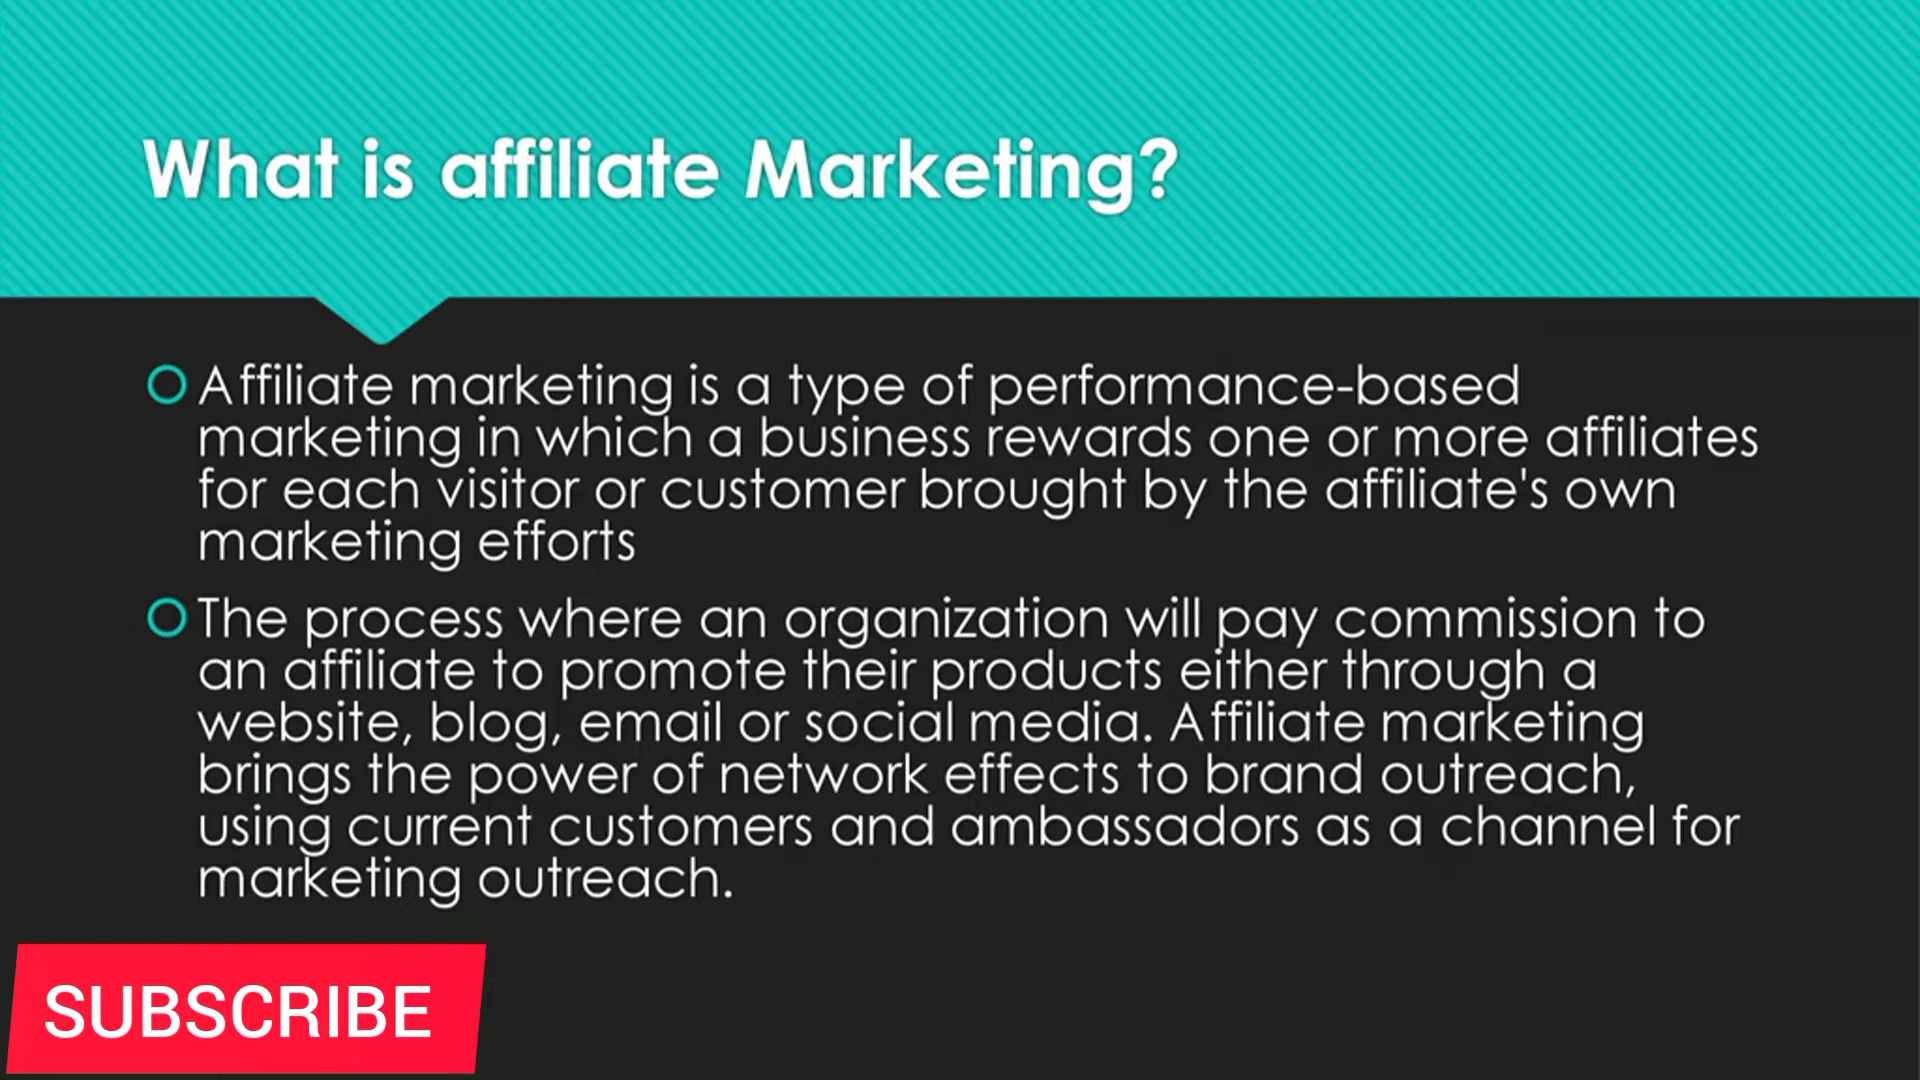 What is affiliate Marketing?
Affiliate marketing is a type of performance-based
marketing in which a business rewards one or more affiliates
for each visitor or customer brought by the affiliate's own
marketing efforts
The process where an organization will pay commission to
an affiliate to promote their products either through a
website, blog, email or social media. Affiliate marketing
brings the power of network effects to brand outreach,
using current customers and ambassadors as a channel for
marketing outreach.
SUBSCRIBE